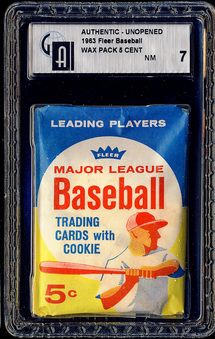 GAI
AUTHENTIC - UNOPENED
1963 Fleer Baseball
WAX PACK 5 CENT
NM
7
LEADING PLAYERS
FLEER
MAJOR LEAGUE
Baseball
TRADING
CARDS with
COOKIE
5¢